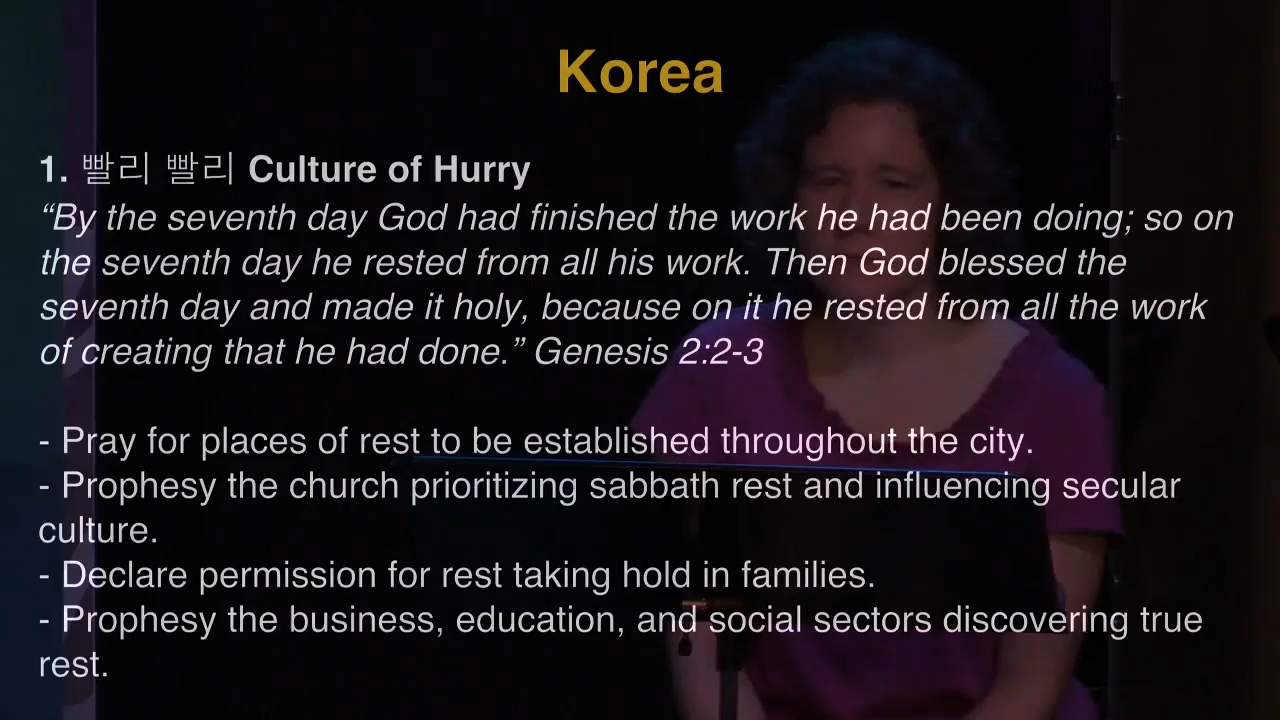 Korea
1. 빨리 빨리 Culture of Hurry
“By the seventh day God had finished the work he had been doing; so on
the seventh day he rested from all his work. Then God blessed the
seventh day and made it holy, because on it he rested from all the work
of creating that he had done.” Genesis 2:2-3
- Pray for places of rest to be established throughout the city.
- Prophesy the church prioritizing sabbath rest and influencing secular
culture.
- Declare permission for rest taking hold in families.
- Prophesy the business, education, and social sectors discovering true
rest.